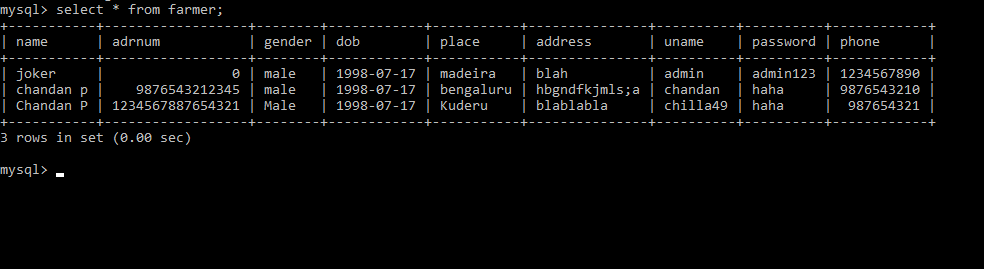 mysql> select * from farmer;
+-----------+------------------+--------+------------+-----------+---------------+---------+----------+------------+
| name      | adrnum           | gender | dob        | place     | address       | uname   | password | phone      |
+-----------+------------------+--------+------------+-----------+---------------+---------+----------+------------+
| joker     |                0 | male   | 1998-07-17 | madeira   | blah          | admin   | admin123 | 1234567890 |
| chandan p |    9876543212345 | male   | 1998-07-17 | bengaluru | hbgndfkjmls;a | chandan | haha     | 9876543210 |
| Chandan P | 1234567887654321 | Male   | 1998-07-17 | Kuderu    | blablabla     | chilla49 | haha     |  987654321 |
+-----------+------------------+--------+------------+-----------+---------------+---------+----------+------------+
3 rows in set (0.00 sec)
mysql>